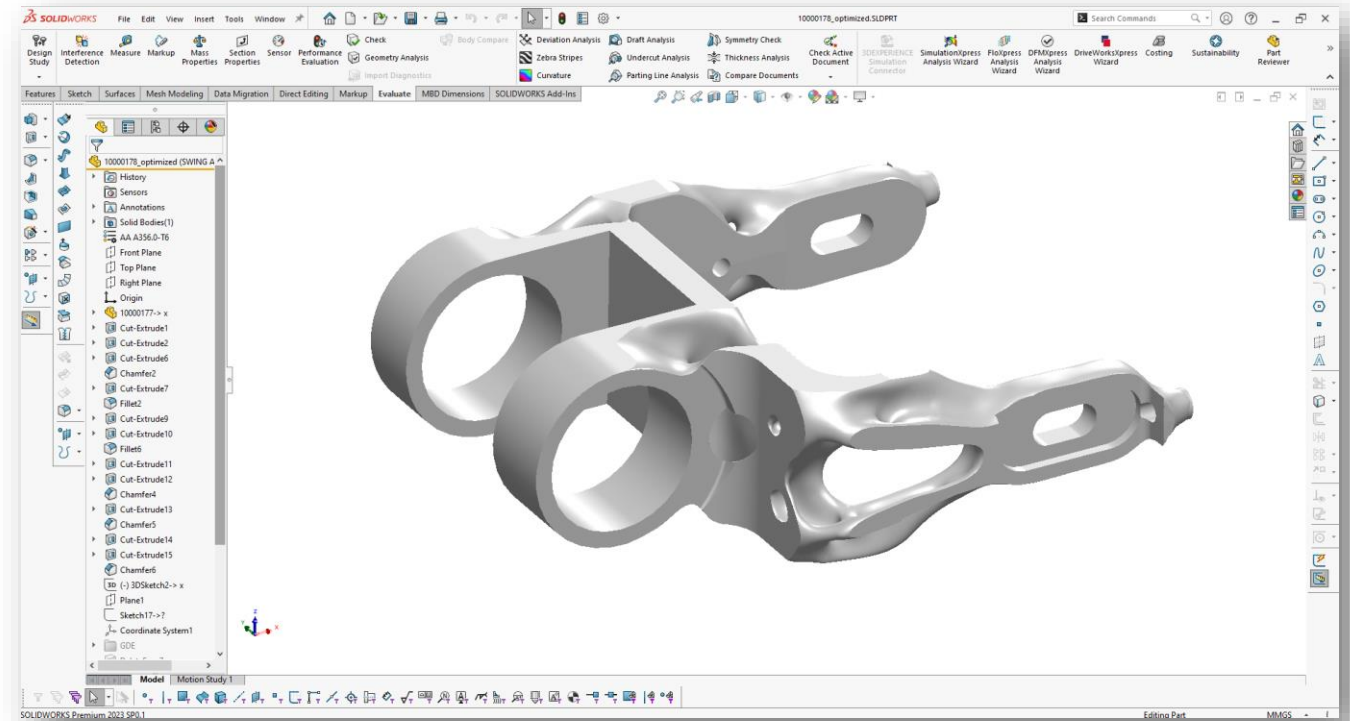 SOLIDWORKS File Edit View Insert Tools Window 10000178_optimized.SLDPRT Search Commands
Design Study
Interference Detection
Measure
Markup
Mass Properties
Section Properties
Sensor
Performance Evaluation
Check
Geometry Analysis
Import Diagnostics
Body Compare
Deviation Analysis
Zebra Stripes
Curvature
Draft Analysis
Undercut Analysis
Parting Line Analysis
Symmetry Check
Thickness Analysis
Compare Documents
Check Active Document
3DEXPERIENCE Simulation Connector
SimulationXpress Analysis Wizard
FloXpress Analysis Wizard
DFMXpress Analysis Wizard
DriveWorksXpress Wizard
Costing
Sustainability
Part Reviewer
Features Sketch Surfaces Mesh Modeling Data Migration Direct Editing Markup Evaluate MBD Dimensions SOLIDWORKS Add-Ins
10000178_optimized (SWING A
History
Sensors
Annotations
Solid Bodies(1)
AA A356.0-T6
Front Plane
Top Plane
Right Plane
Origin
10000177-> x
Cut-Extrude1
Cut-Extrude2
Cut-Extrude6
Chamfer2
Cut-Extrude7
Fillet2
Cut-Extrude9
Cut-Extrude10
Fillet6
Cut-Extrude11
Cut-Extrude12
Chamfer4
Cut-Extrude13
Chamfer5
Cut-Extrude14
Cut-Extrude15
Chamfer6
3D (-) 3DSketch2-> x
Plane1
Sketch17->?
Coordinate System1
GDE
Model Motion Study 1
SOLIDWORKS Premium 2023 SP0.1 Editing Part MMGS